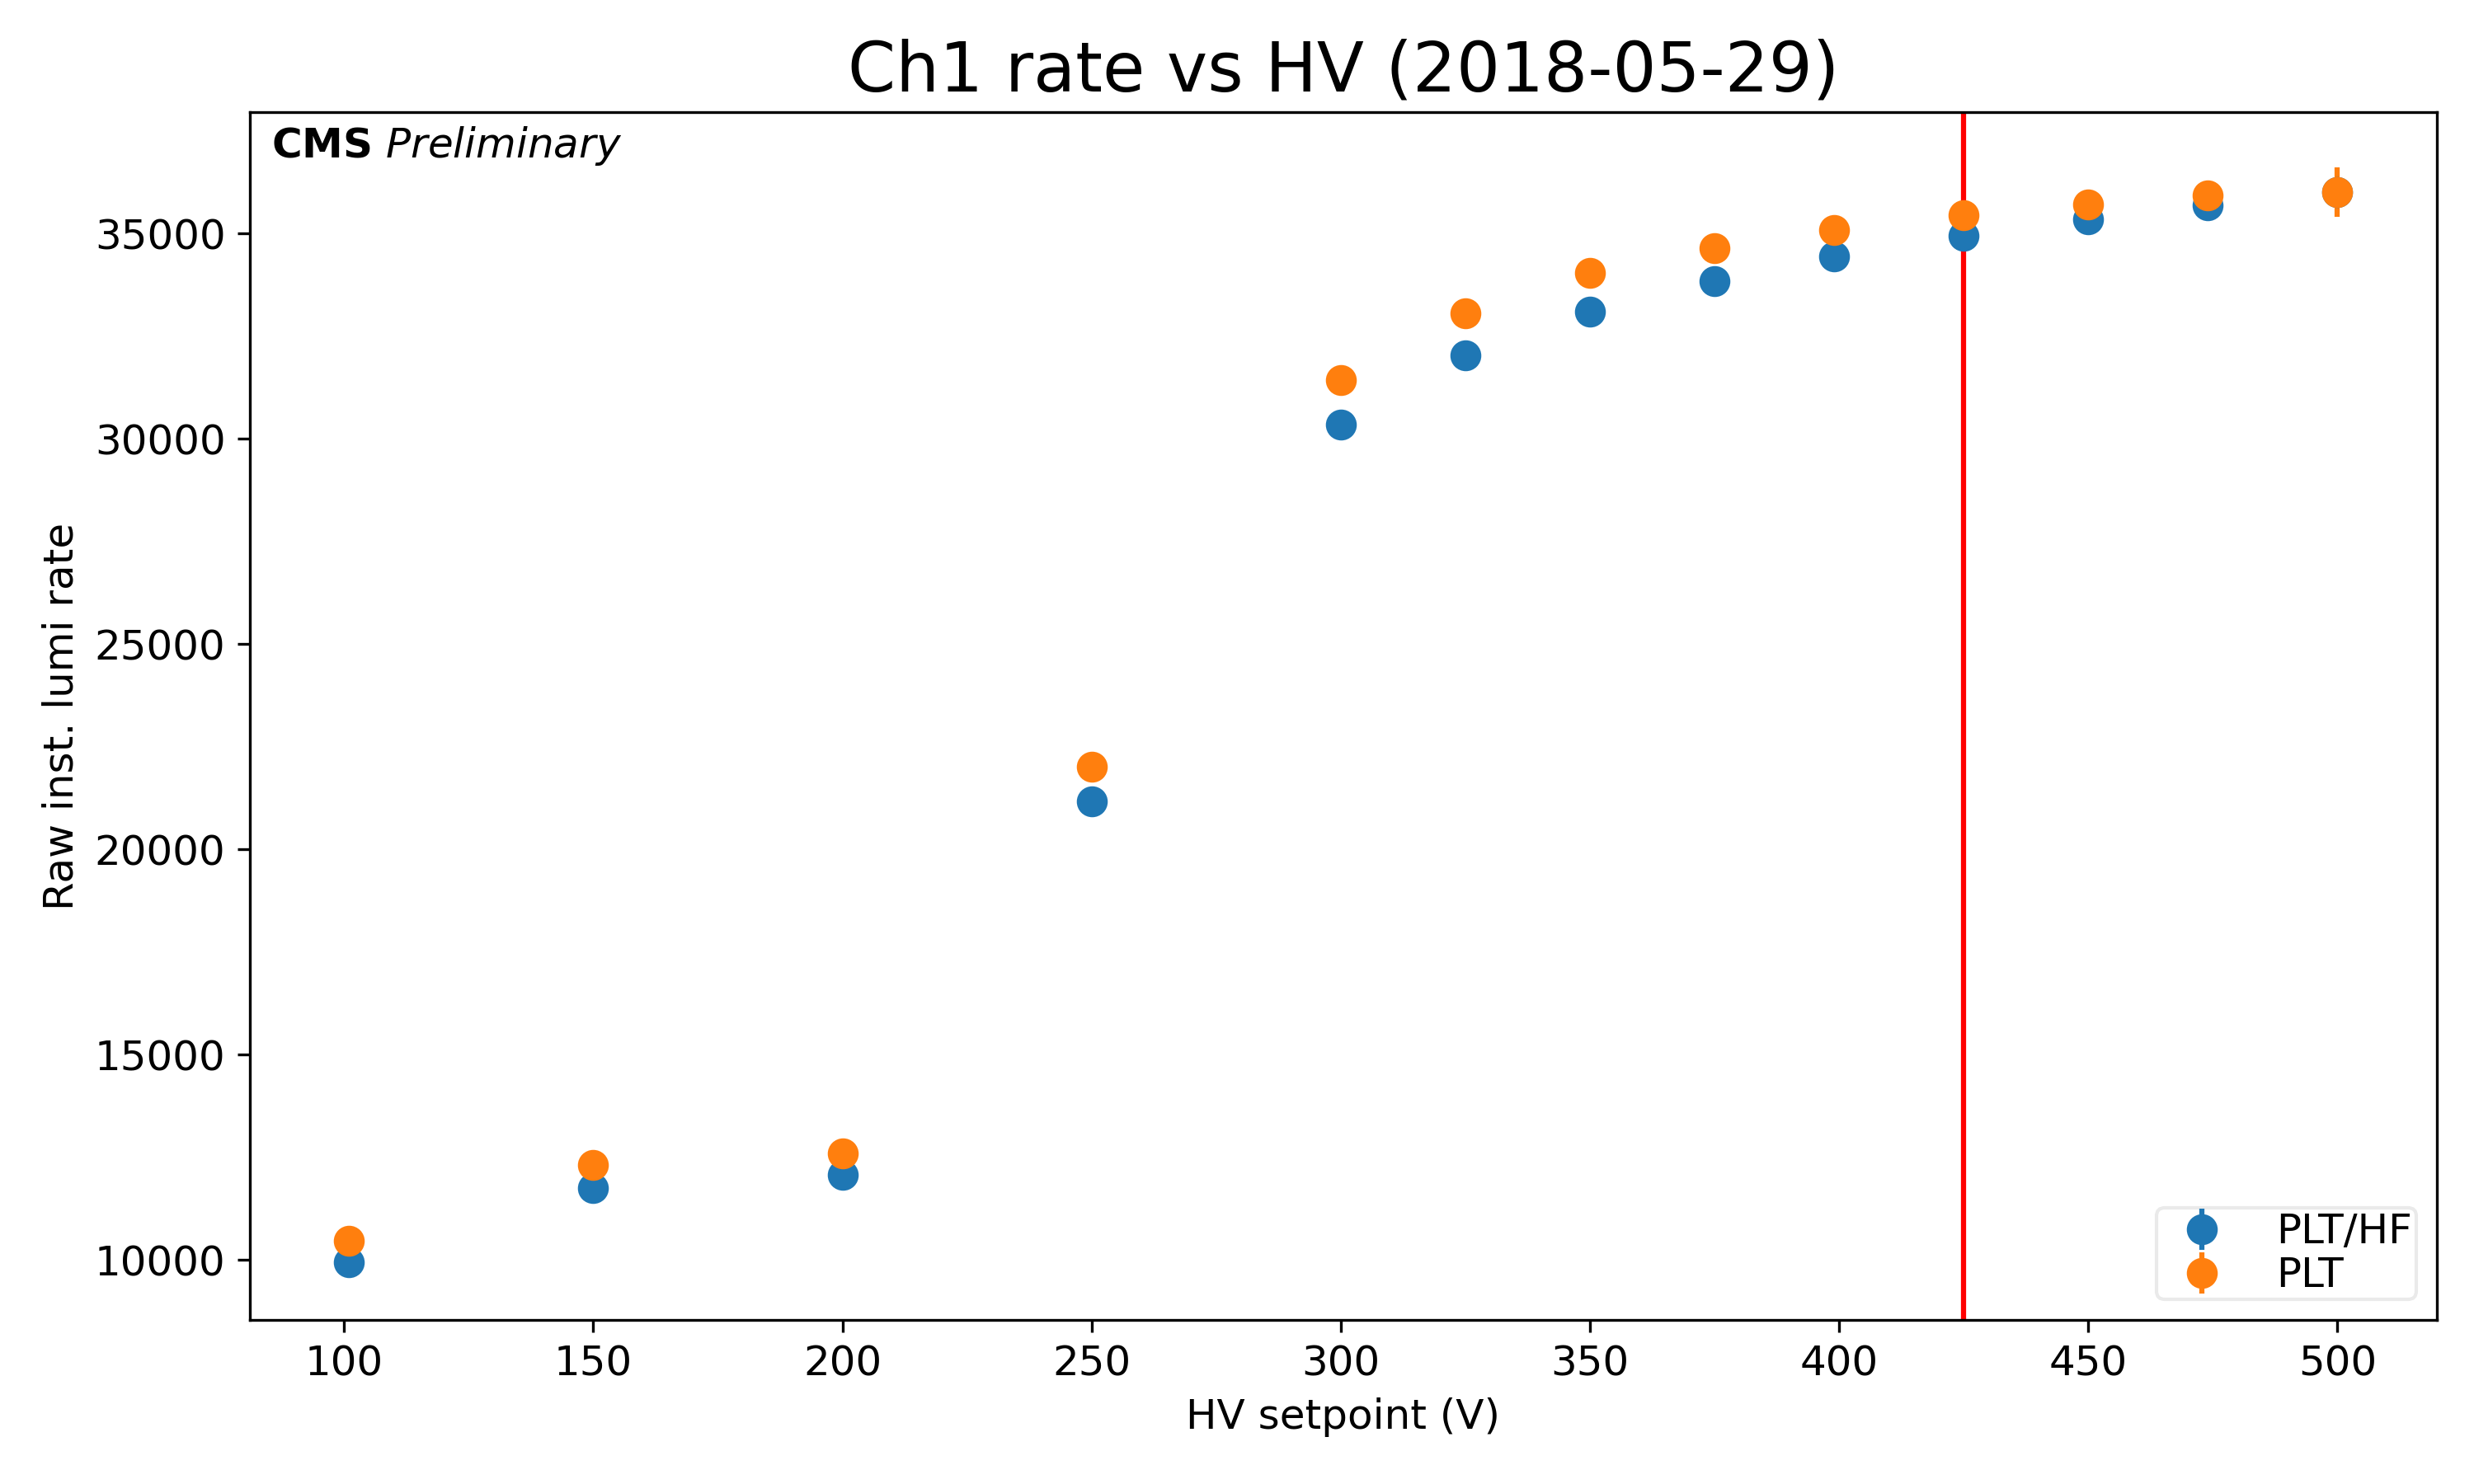 Ch1 rate vs HV (2018-05-29)
CMS Preliminary
35000
30000
25000
20000
15000
10000
Raw inst. lumi rate
PLT/HF
PLT
100 150 200 250 300 350 400 450 500
HV setpoint (V)